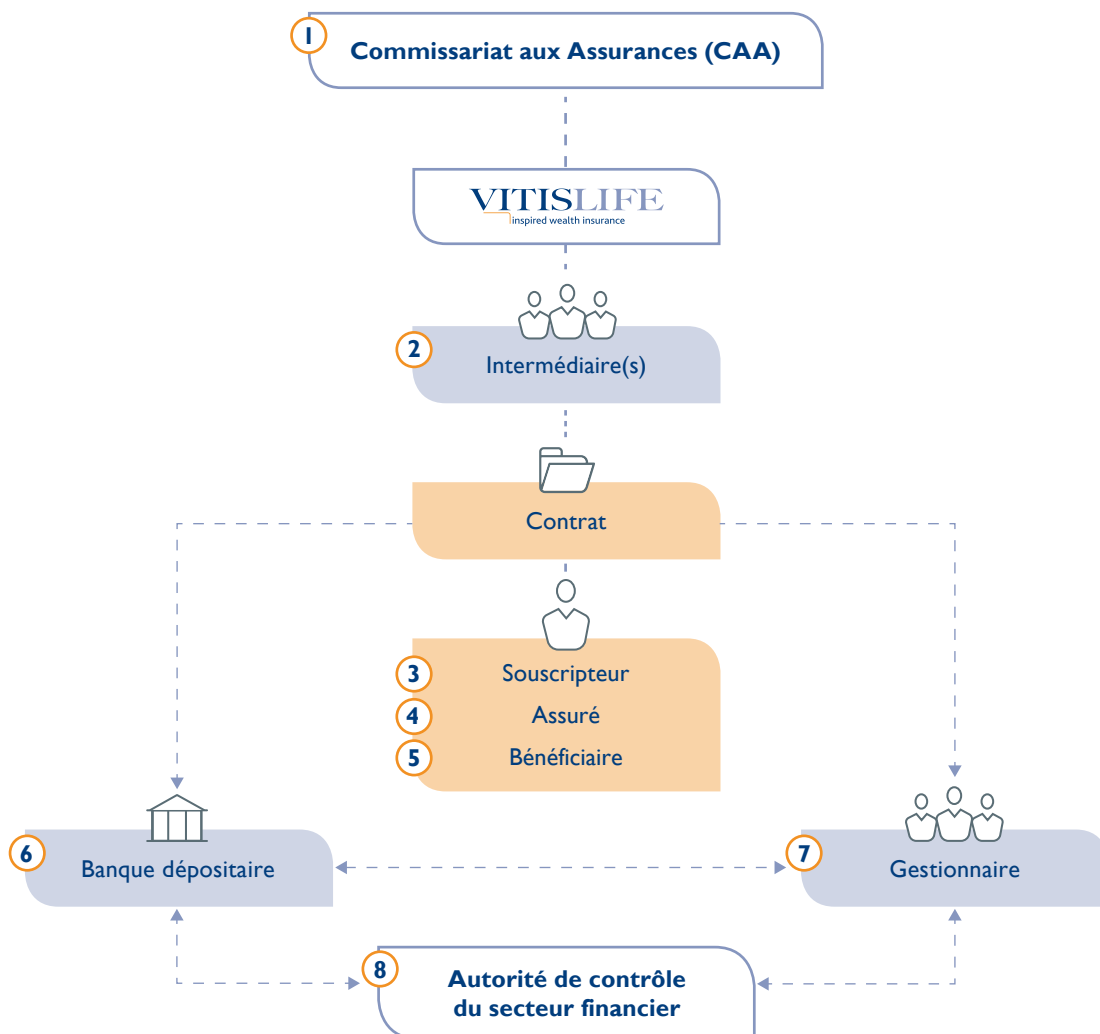 1
Commissariat aux Assurances (CAA)
VITISLIFE
inspired wealth insurance
2
Intermédiaire(s)
Contrat
3
Souscripteur
4
Assuré
5
Bénéficiaire
6
Banque dépositaire
7
Gestionnaire
8
Autorité de contrôle
du secteur financier